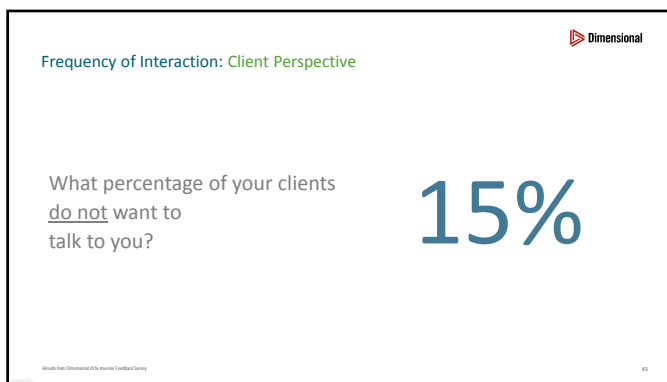 Dimensional
Frequency of Interaction: Client Perspective
What percentage of your clients
do not want to
talk to you?
15%
Results from Dimensional 2016 Investor Feedback Survey
43